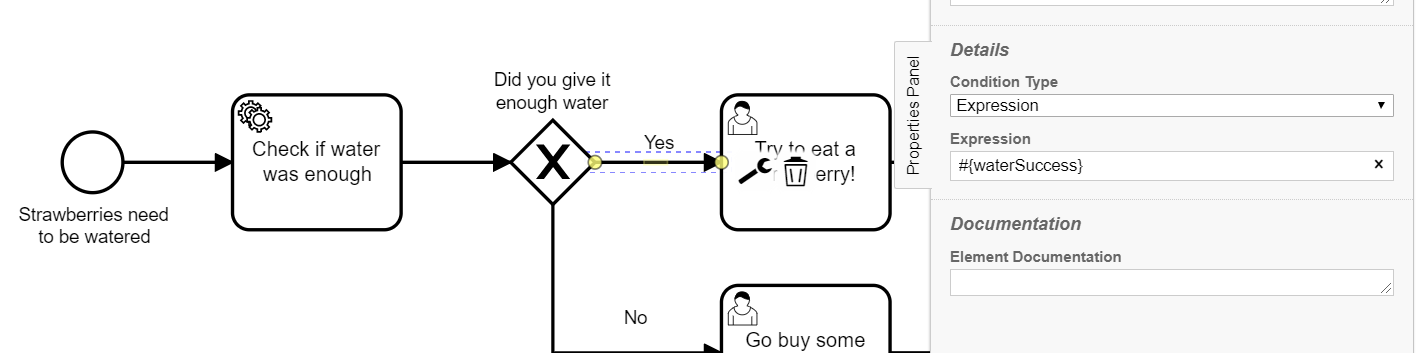 Did you give it
enough water
Yes
Check if water
was enough
Try to eat a
erry!
Strawberries need
to be watered
No
Go buy some
Properties Panel
Details
Condition Type
Expression
Expression
#{waterSuccess}
Documentation
Element Documentation